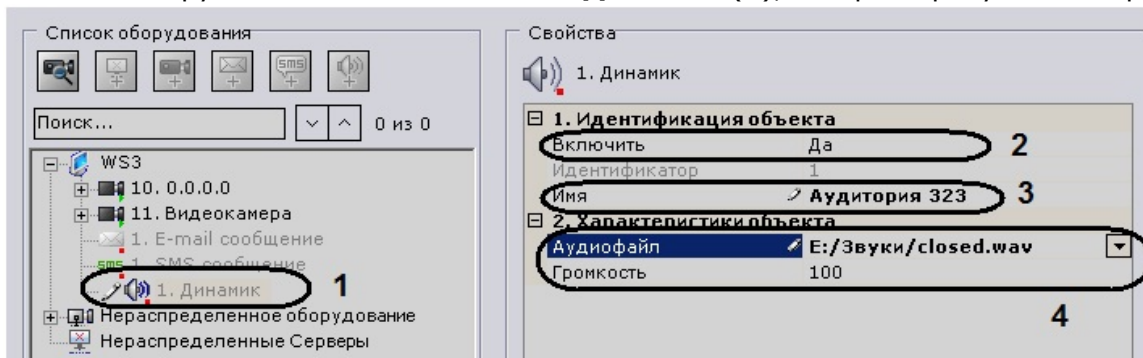 Список оборудования
sms
Поиск...
0 из 0
WS3
10. 0.0.0.0
11. Видеокамера
1. E-mail сообщение
sms 1. SMS сообщение
1. Динамик
1
Нераспределенное оборудование
Нераспределенные Серверы
Свойства
1. Динамик
1. Идентификация объекта
Включить Да
2
Идентификатор 1
Имя Аудитория 323
3
2. Характеристики объекта
Аудиофайл E:/Звуки/closed.wav
Громкость 100
4